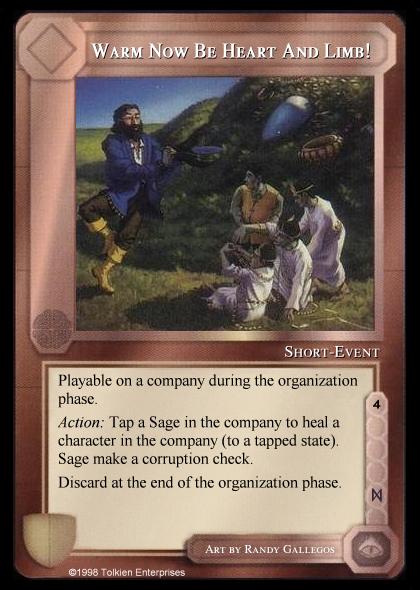 Warm Now Be Heart And Limb!
Short-Event
Playable on a company during the organization
phase.
Action: Tap a Sage in the company to heal a
character in the company (to a tapped state).
Sage make a corruption check.
Discard at the end of the organization phase.
4
Art by Randy Gallegos
©1998 Tolkien Enterprises